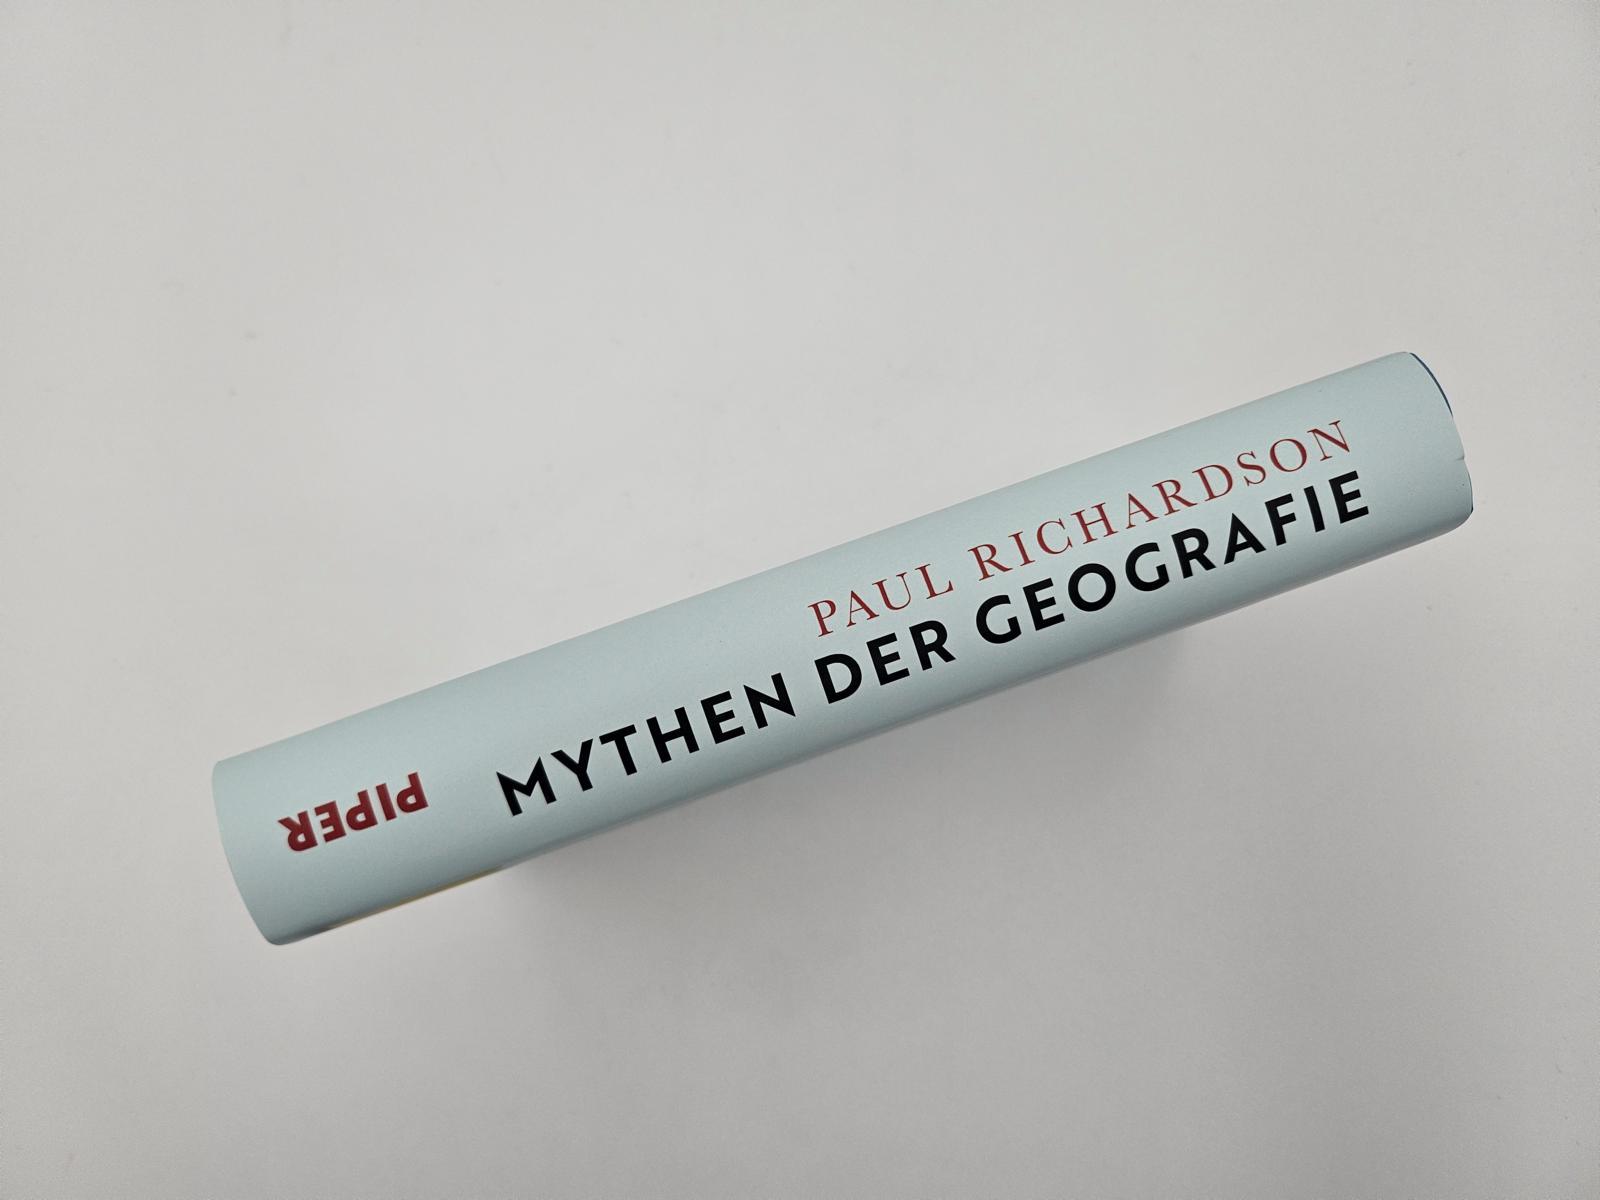 PAUL RICHARDSON
MYTHEN DER GEOGRAFIE
PIPER